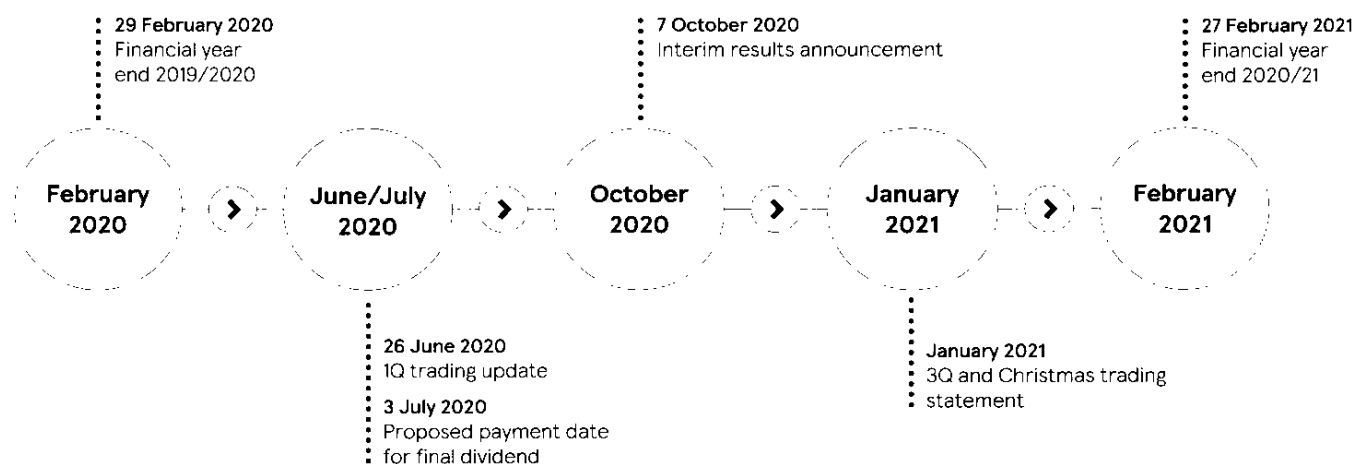 29 February 2020
Financial year
end 2019/2020
7 October 2020
Interim results announcement
27 February 2021
Financial year
end 2020/21
February
2020
June/July
2020
October
2020
January
2021
February
2021
26 June 2020
1Q trading update
3 July 2020
Proposed payment date
for final dividend
January 2021
3Q and Christmas trading
statement